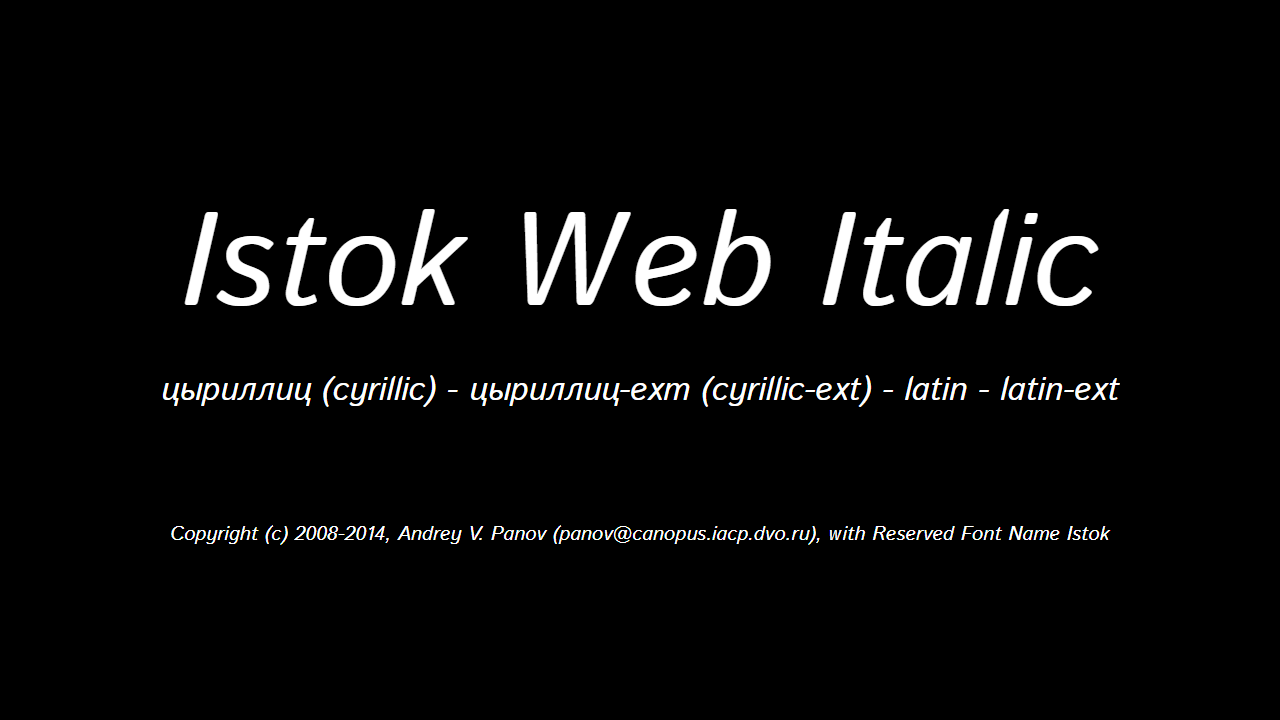 Istok Web Italic
цыриллиц (cyrillic) - цыриллиц-ехт (cyrillic-ext) - latin - latin-ext
Copyright (c) 2008-2014, Andrey V. Panov (panov@canopus.iacp.dvo.ru), with Reserved Font Name Istok